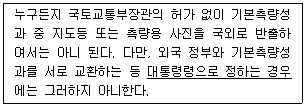 누구든지 국토교통부장관의 허가 없이 기본측량성
과 중 지도등 또는 측량용 사진을 국외로 반출하
여서는 아니 된다. 다만, 외국 정부와 기본측량성
과를 서로 교환하는 등 대통령령으로 정하는 경우
에는 그러하지 아니한다.